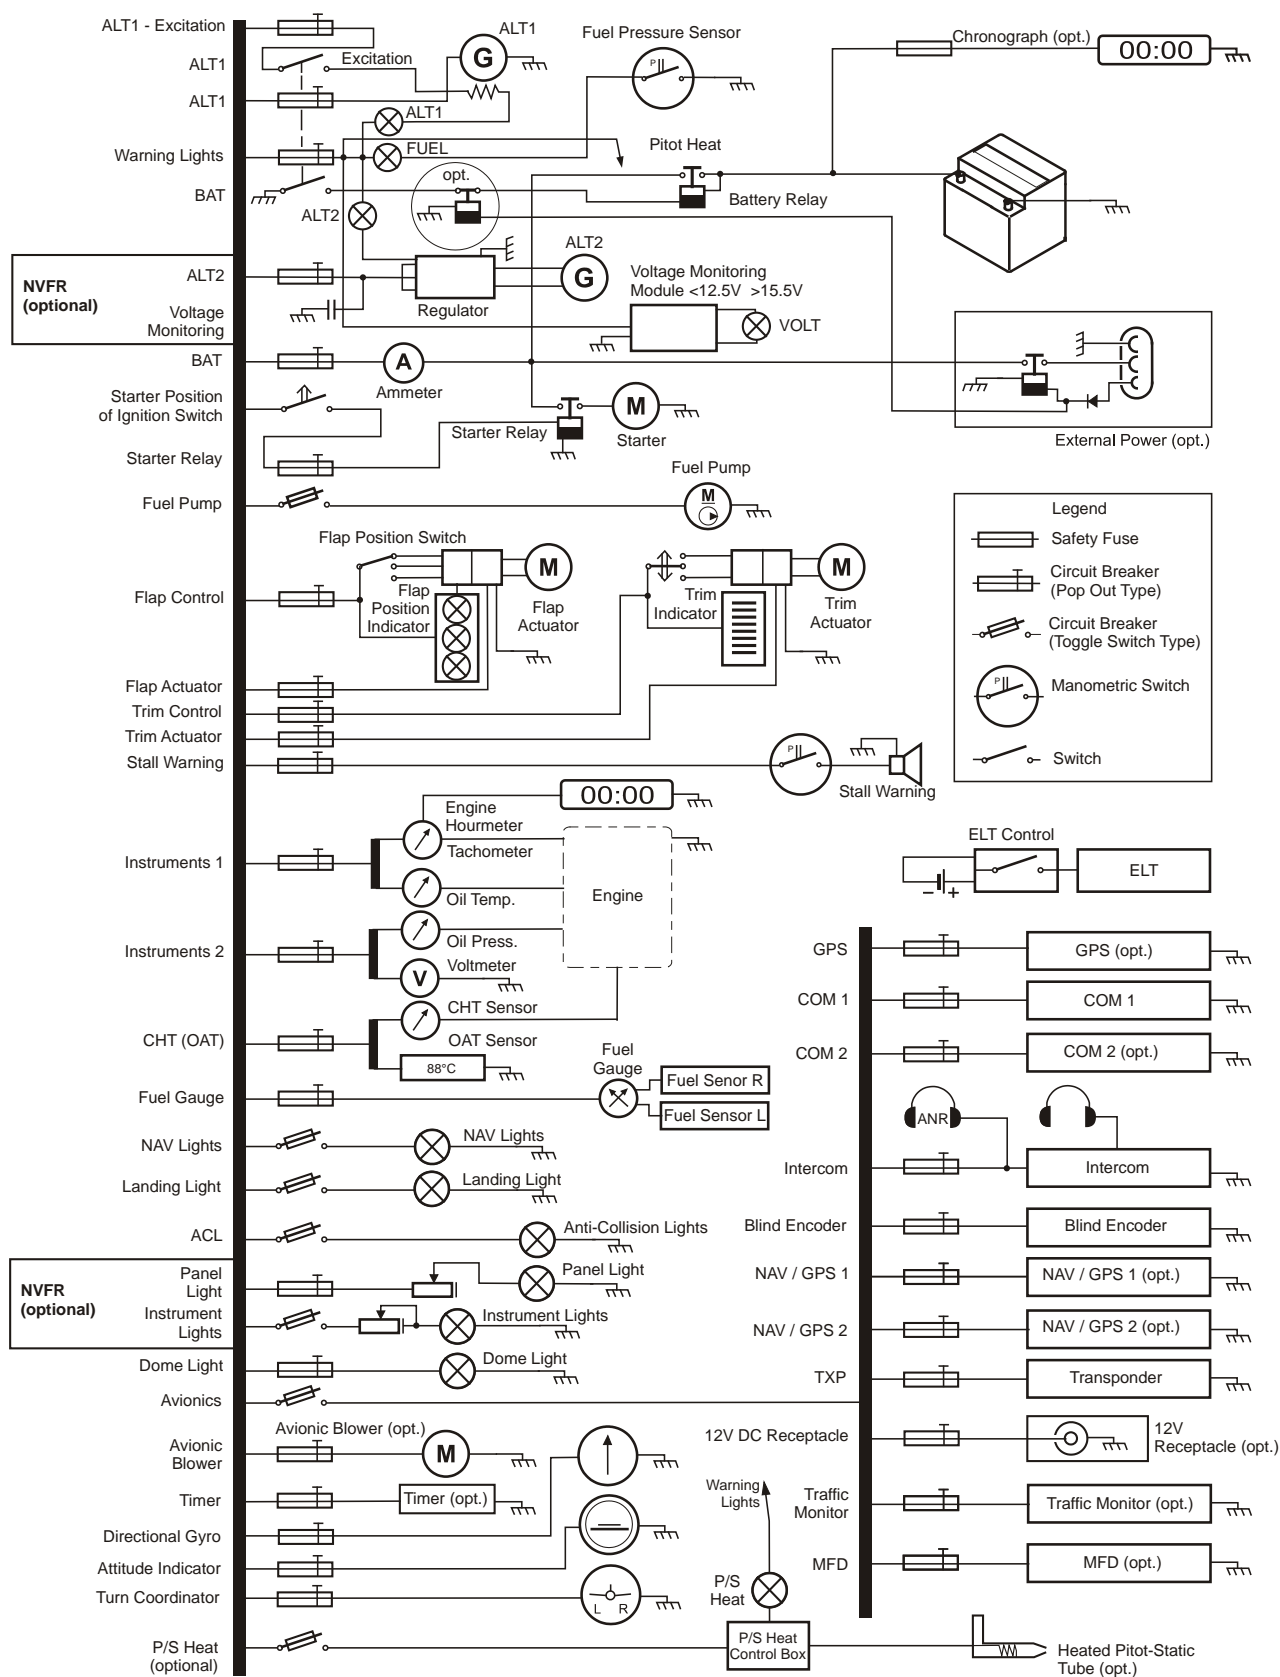 ALT1 - Excitation
ALT1
Fuel Pressure Sensor
Chronograph (opt.)
00:00
ALT1
Excitation
G
P
ALT1
ALT1
Warning Lights
FUEL
Pitot Heat
BAT
opt.
Battery Relay
ALT2
NVFR
(optional)
ALT2
Voltage
Monitoring
ALT2
G
Regulator
Voltage Monitoring
Module <12.5V >15.5V
VOLT
BAT
A
Ammeter
Starter Position
of Ignition Switch
M
Starter Relay
Starter
External Power (opt.)
Starter Relay
Fuel Pump
Fuel Pump
M
Legend
Safety Fuse
Circuit Breaker
(Pop Out Type)
Circuit Breaker
(Toggle Switch Type)
P
Manometric Switch
Switch
Flap Position Switch
M
M
Flap Control
Flap
Position
Indicator
Flap
Actuator
Trim
Indicator
Trim
Actuator
Flap Actuator
Trim Control
Trim Actuator
Stall Warning
P
Stall Warning
00:00
Engine
Hourmeter
Tachometer
Instruments 1
Oil Temp.
Engine
ELT Control
ELT
- +
Instruments 2
Oil Press.
V
Voltmeter
CHT Sensor
CHT (OAT)
OAT Sensor
88°C
Fuel
Gauge
Fuel Gauge
Fuel Senor R
Fuel Sensor L
NAV Lights
NAV Lights
Landing Light
Landing Light
ACL
Anti-Collision Lights
NVFR
(optional)
Panel
Light
Panel Light
Instrument
Lights
Instrument Lights
Dome Light
Dome Light
Avionics
Avionic
Blower
Avionic Blower (opt.)
M
Timer
Timer (opt.)
Directional Gyro
Attitude Indicator
Turn Coordinator
L R
P/S Heat
(optional)
Warning
Lights
P/S
Heat
P/S Heat
Control Box
Heated Pitot-Static
Tube (opt.)
GPS
GPS (opt.)
COM 1
COM 1
COM 2
COM 2 (opt.)
ANR
Intercom
Intercom
Blind Encoder
Blind Encoder
NAV / GPS 1
NAV / GPS 1 (opt.)
NAV / GPS 2
NAV / GPS 2 (opt.)
TXP
Transponder
12V DC Receptacle
12V
Receptacle (opt.)
Traffic
Monitor
Traffic Monitor (opt.)
MFD
MFD (opt.)